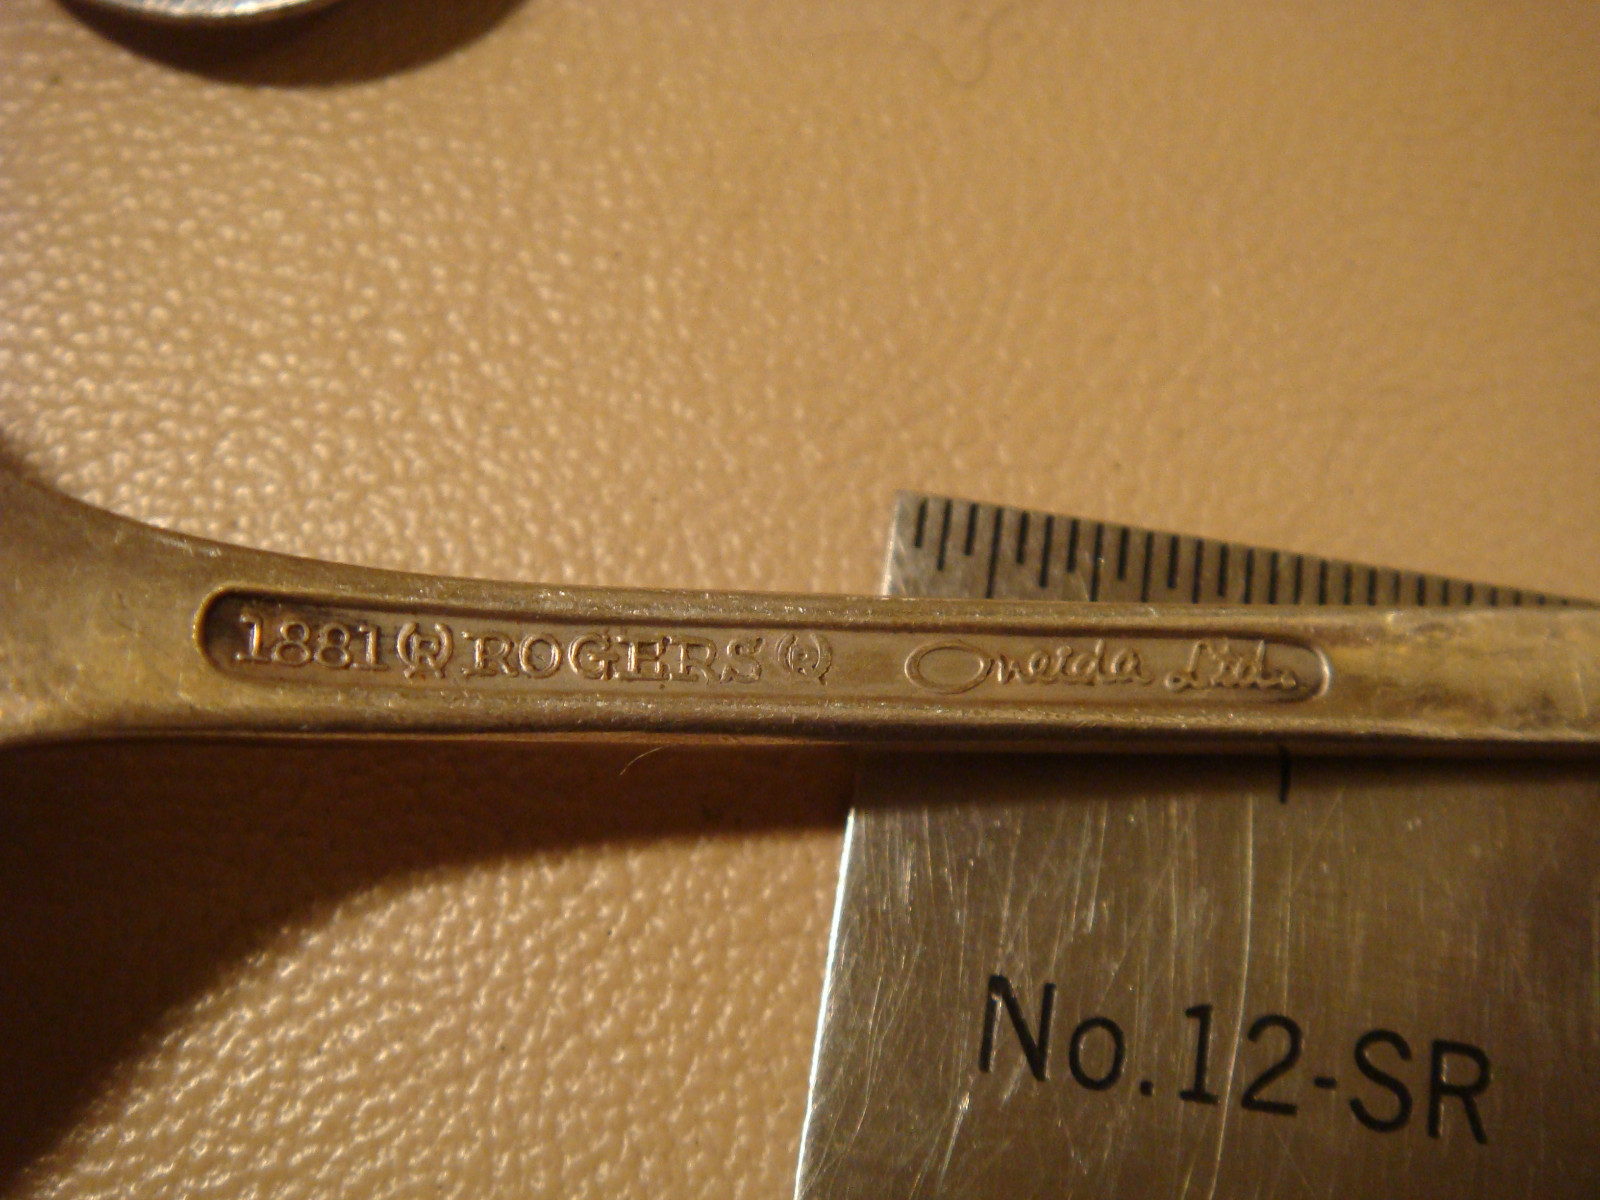 1881 (R) ROGERS (R) Oneida Ltd.
No.12-SR